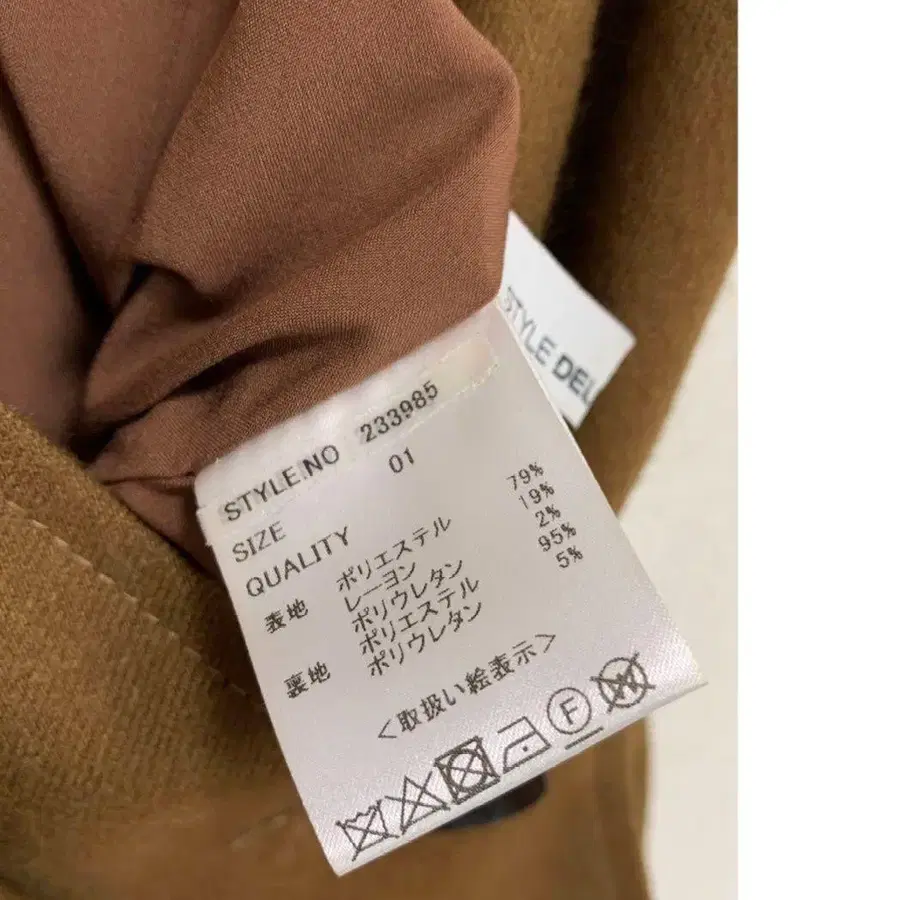 STYLE DEL
STYLE.NO 233985
SIZE 01
QUALITY
表地 ポリエステル 79%
レーヨン 19%
ポリウレタン 2%
裏地 ポリエステル 95%
ポリウレタン 5%
<取扱い絵表示>
F
W